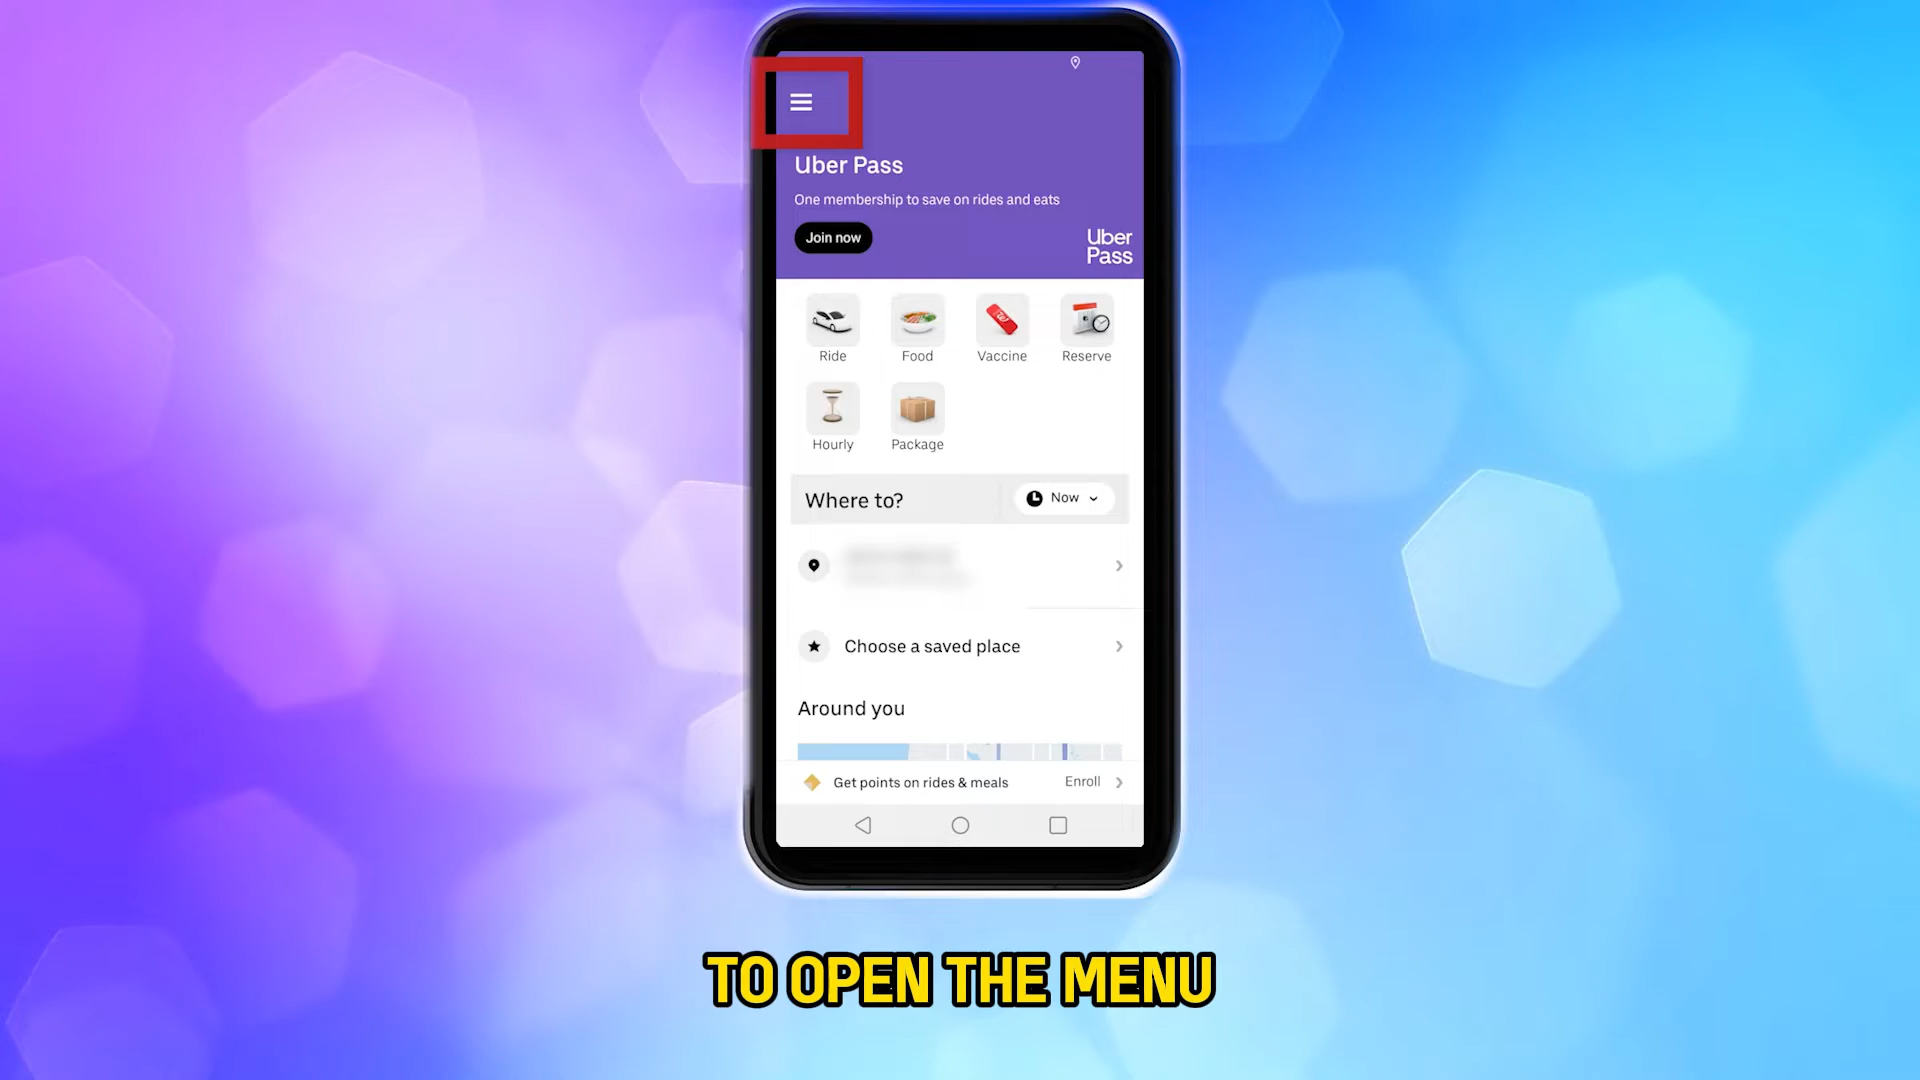 Uber Pass
One membership to save on rides and eats
Join now
Uber
Pass
Ride
Food
Vaccine
Reserve
Hourly
Package
Where to?
Now
Choose a saved place
Around you
Get points on rides & meals
Enroll
TO OPEN THE MENU